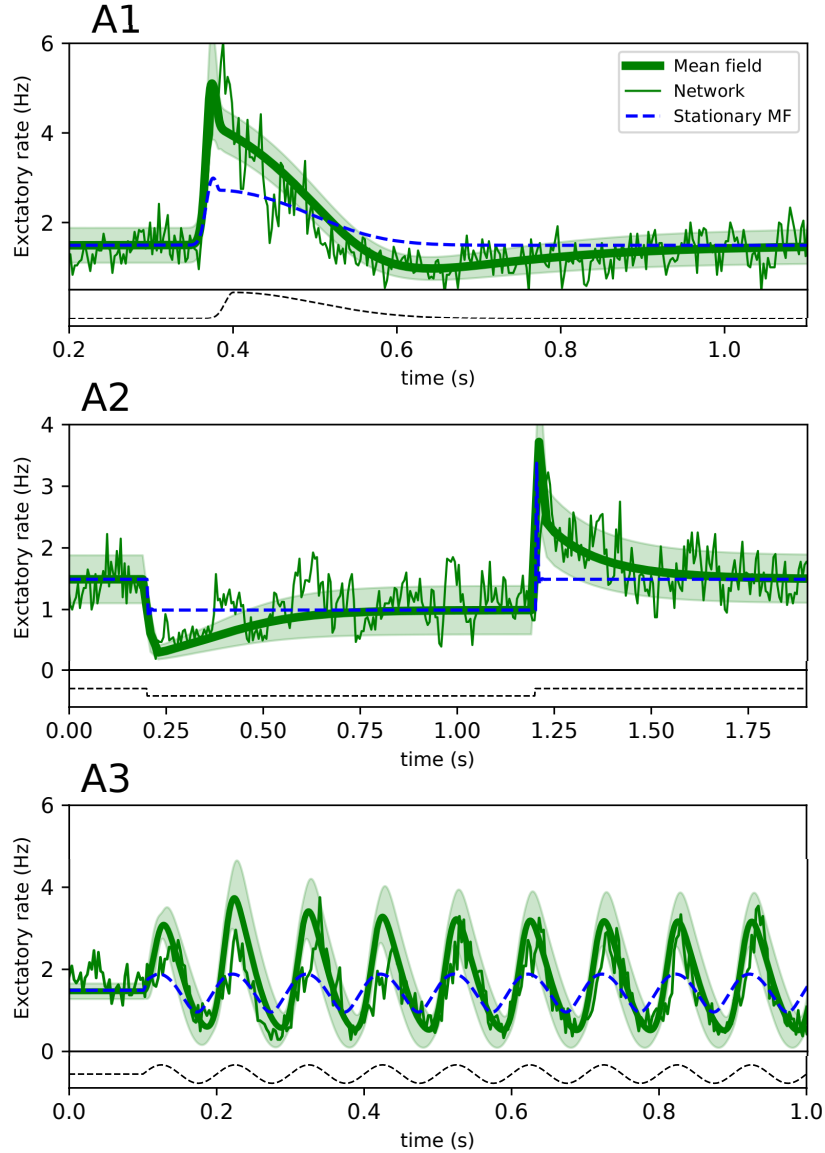 A1
6
4
2
Exctatory rate (Hz)
Mean field
Network
Stationary MF
0.2 0.4 0.6 0.8 1.0
time (s)
A2
4
3
2
1
0
Exctatory rate (Hz)
0.00 0.25 0.50 0.75 1.00 1.25 1.50 1.75
time (s)
A3
6
4
2
0
Exctatory rate (Hz)
0.0 0.2 0.4 0.6 0.8 1.0
time (s)